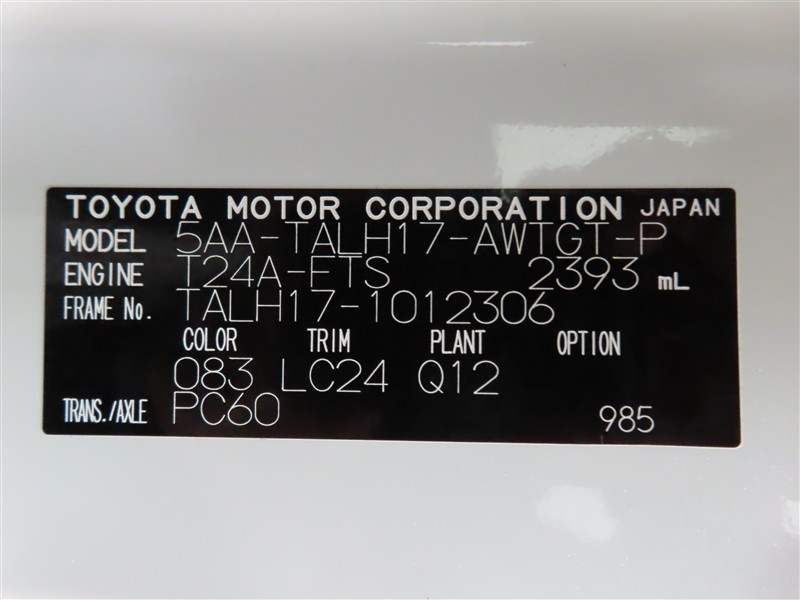 TOYOTA MOTOR CORPORATION JAPAN
MODEL 5AA-TALH17-AWTGT-P
ENGINE T24A-FTS 2393 mL
FRAME No. TALH17-1012306
COLOR TRIM PLANT OPTION
083 LC24 Q12
TRANS./AXLE PC60 985